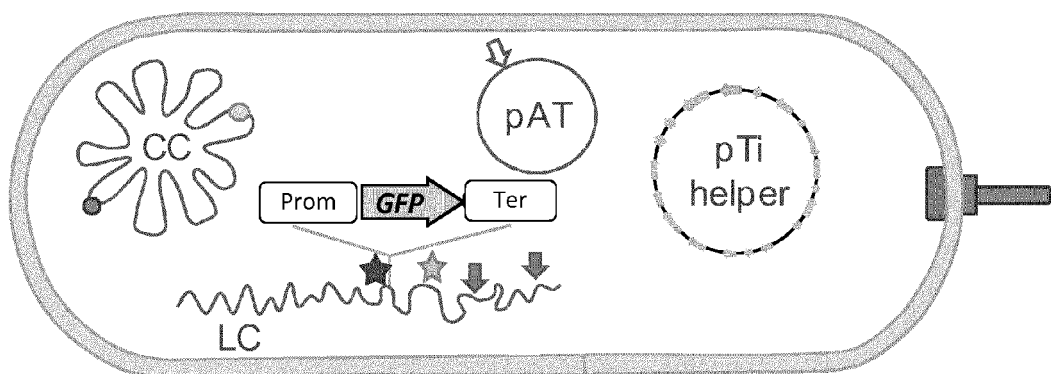 CC
pAT
pTi
helper
Prom
GFP
Ter
LC